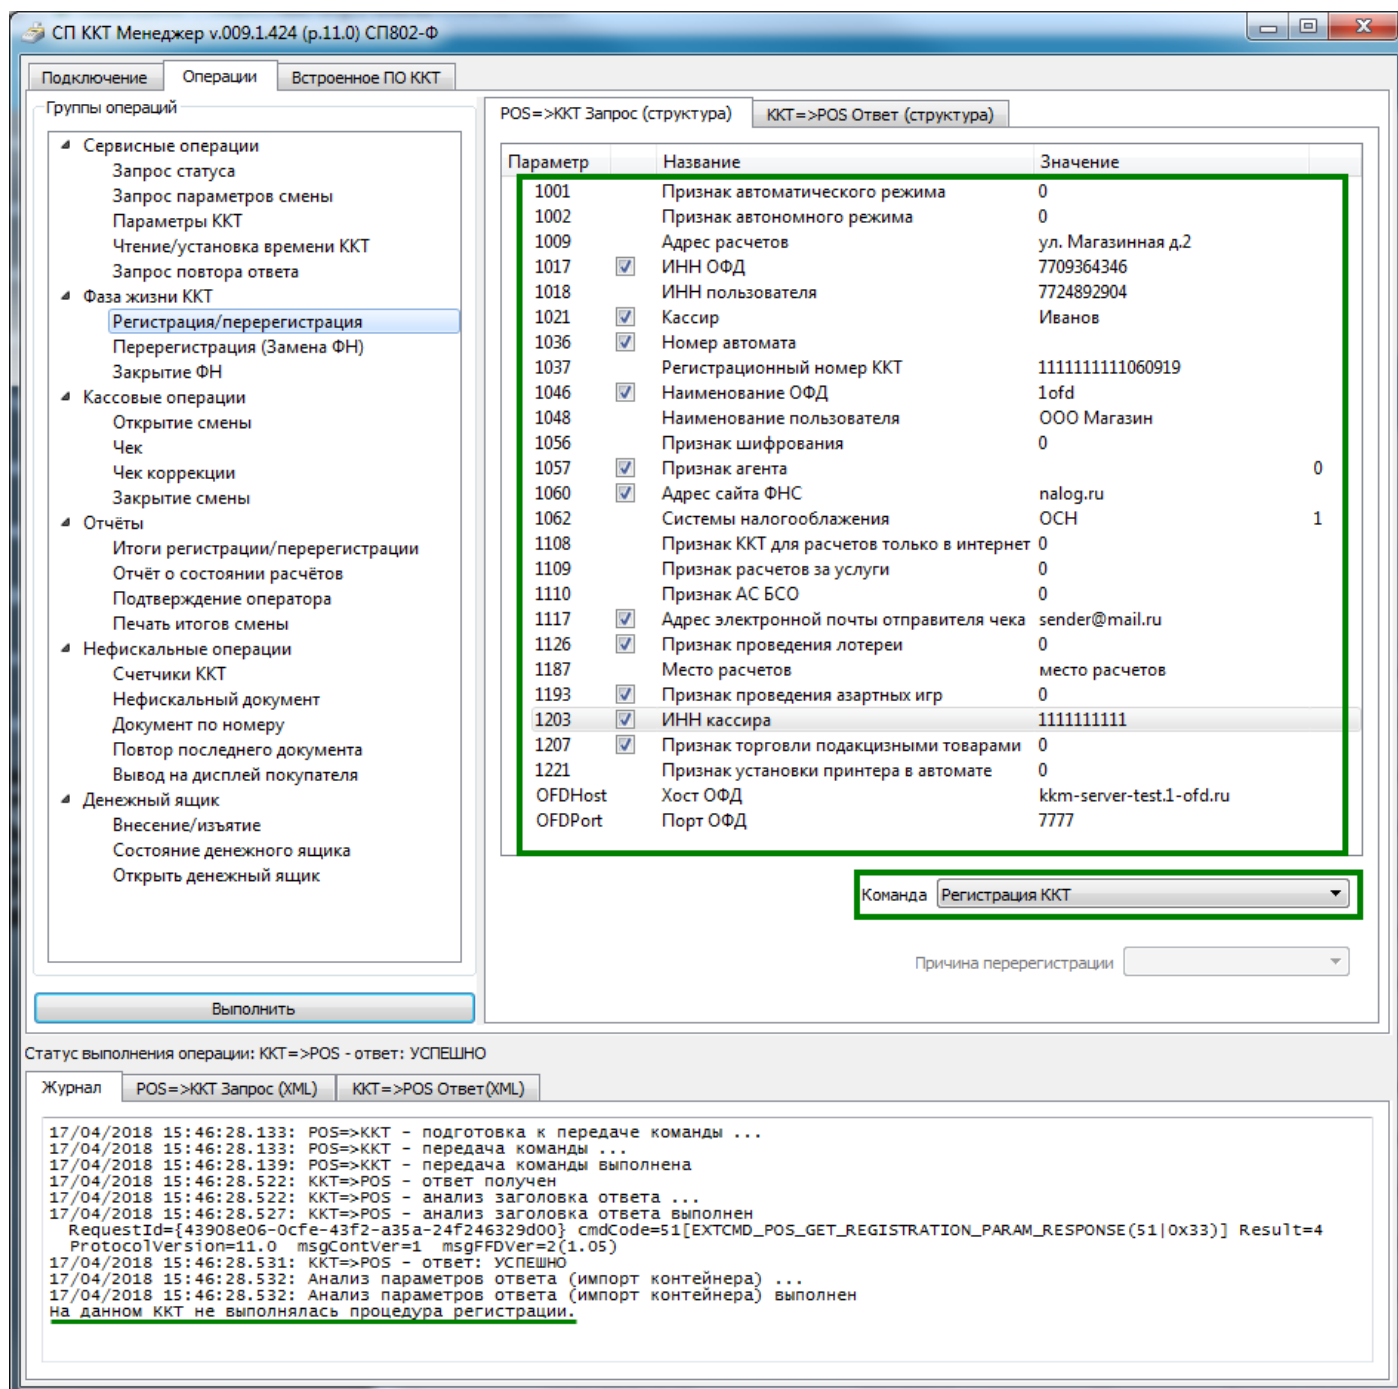 СП ККТ Менеджер v.009.1.424 (р.11.0) СП802-Ф
Подключение Операции Встроенное ПО ККТ
Группы операций
Сервисные операции
Запрос статуса
Запрос параметров смены
Параметры ККТ
Чтение/установка времени ККТ
Запрос повтора ответа
Фаза жизни ККТ
Регистрация/перерегистрация
Перерегистрация (Замена ФН)
Закрытие ФН
Кассовые операции
Открытие смены
Чек
Чек коррекции
Закрытие смены
Отчёты
Итоги регистрации/перерегистрации
Отчёт о состоянии расчётов
Подтверждение оператора
Печать итогов смены
Нефискальные операции
Счетчики ККТ
Нефискальный документ
Документ по номеру
Повтор последнего документа
Вывод на дисплей покупателя
Денежный ящик
Внесение/изъятие
Состояние денежного ящика
Открыть денежный ящик
Выполнить
POS=>ККТ Запрос (структура) ККТ=>POS Ответ (структура)
Параметр Название Значение
1001 Признак автоматического режима 0
1002 Признак автономного режима 0
1009 Адрес расчетов ул. Магазинная д.2
1017 ИНН ОФД 7709364346
1018 ИНН пользователя 7724892904
1021 Кассир Иванов
1036 Номер автомата
1037 Регистрационный номер ККТ 1111111111060919
1046 Наименование ОФД 1ofd
1048 Наименование пользователя ООО Магазин
1056 Признак шифрования 0
1057 Признак агента 0
1060 Адрес сайта ФНС nalog.ru
1062 Системы налогооблажения ОСН 1
1108 Признак ККТ для расчетов только в интернет 0
1109 Признак расчетов за услуги 0
1110 Признак АС БСО 0
1117 Адрес электронной почты отправителя чека sender@mail.ru
1126 Признак проведения лотереи 0
1187 Место расчетов место расчетов
1193 Признак проведения азартных игр 0
1203 ИНН кассира 1111111111
1207 Признак торговли подакцизными товарами 0
1221 Признак установки принтера в автомате 0
OFDHost Хост ОФД kkm-server-test.1-ofd.ru
OFDPort Порт ОФД 7777
Команда Регистрация ККТ
Причина перерегистрации
Статус выполнения операции: ККТ=>POS - ответ: УСПЕШНО
Журнал POS=>ККТ Запрос (XML) ККТ=>POS Ответ(XML)
17/04/2018 15:46:28.133: POS=>ККТ - подготовка к передаче команды ...
17/04/2018 15:46:28.133: POS=>ККТ - передача команды ...
17/04/2018 15:46:28.139: POS=>ККТ - передача команды выполнена
17/04/2018 15:46:28.522: ККТ=>POS - ответ получен
17/04/2018 15:46:28.522: ККТ=>POS - анализ заголовка ответа ...
17/04/2018 15:46:28.527: ККТ=>POS - анализ заголовка ответа выполнен
RequestId={43908e06-0cfe-43f2-a35a-24f246329d00} cmdCode=51[EXTCMD_POS_GET_REGISTRATION_PARAM_RESPONSE(51|0x33)] Result=4
ProtocolVersion=11.0 msgContVer=1 msgFFDVer=2(1.05)
17/04/2018 15:46:28.531: ККТ=>POS - ответ: УСПЕШНО
17/04/2018 15:46:28.532: Анализ параметров ответа (импорт контейнера) ...
17/04/2018 15:46:28.532: Анализ параметров ответа (импорт контейнера) выполнен
На данном ККТ не выполнялась процедура регистрации.